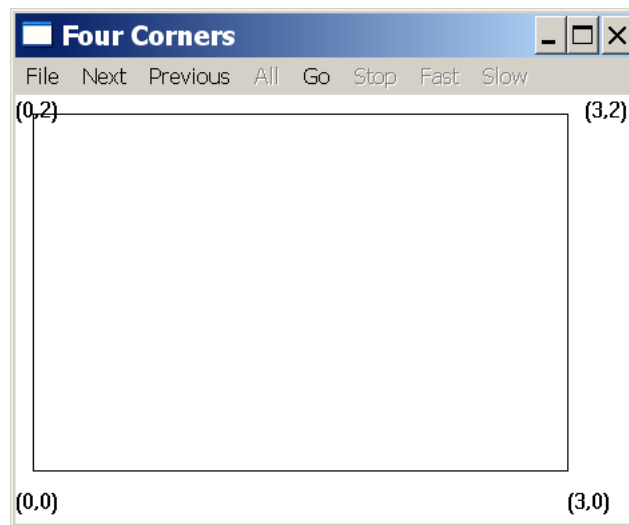 Four Corners
File Next Previous All Go Stop Fast Slow
(0,2) (3,2)
(0,0) (3,0)